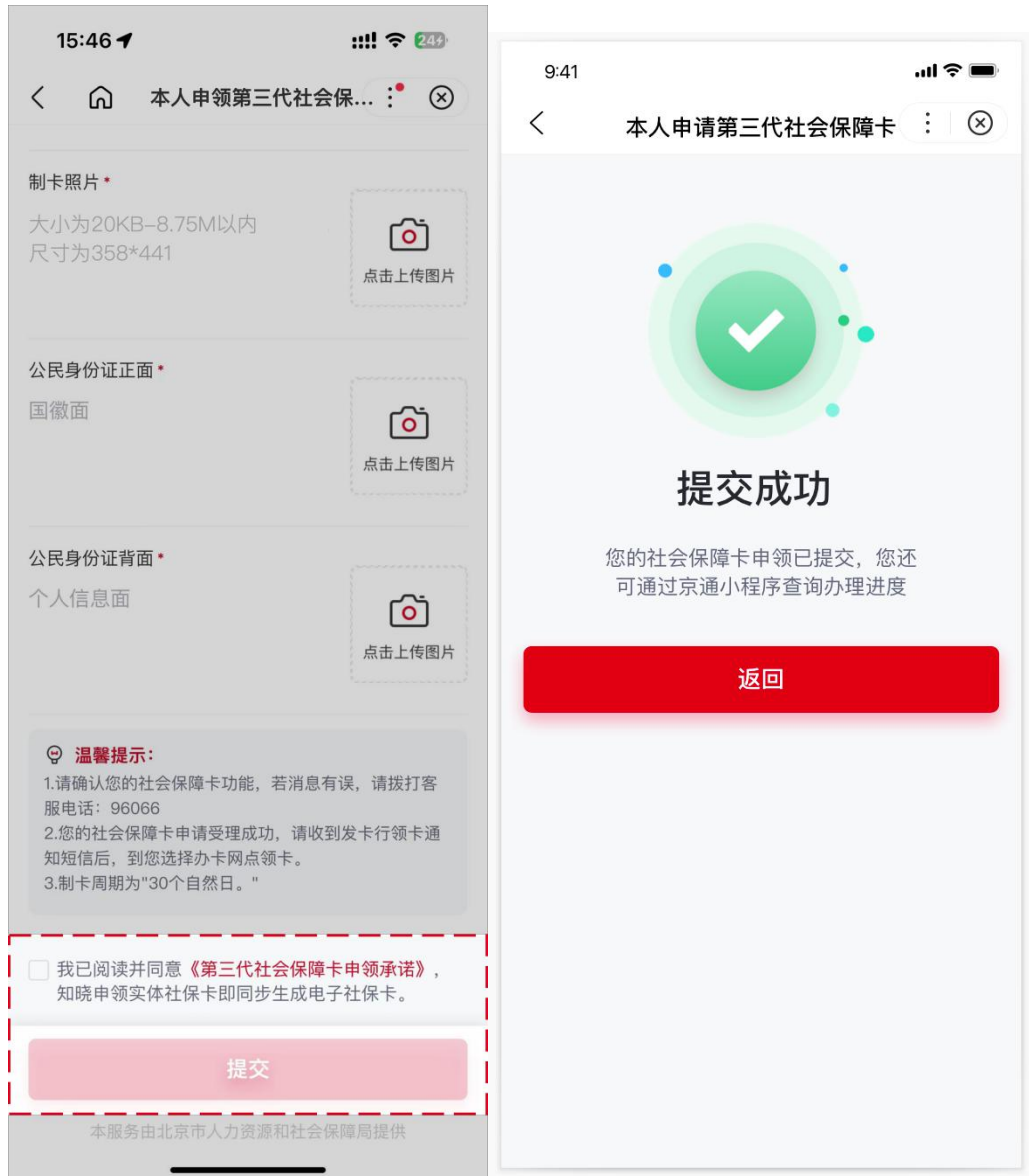 15:46
24
本人申领第三代社会保...
制卡照片*
大小为20KB-8.75M以内
尺寸为358*441
点击上传图片
公民身份证正面*
国徽面
点击上传图片
公民身份证背面*
个人信息面
点击上传图片
温馨提示：
1.请确认您的社会保障卡功能，若消息有误，请拨打客
服电话：96066
2.您的社会保障卡申请受理成功，请收到发卡行领卡通
知短信后，到您选择办卡网点领卡。
3.制卡周期为"30个自然日。"
我已阅读并同意《第三代社会保障卡申领承诺》，
知晓申领实体社保卡即同步生成电子社保卡。
提交
本服务由北京市人力资源和社会保障局提供
9:41
本人申请第三代社会保障卡
提交成功
您的社会保障卡申领已提交，您还
可通过京通小程序查询办理进度
返回